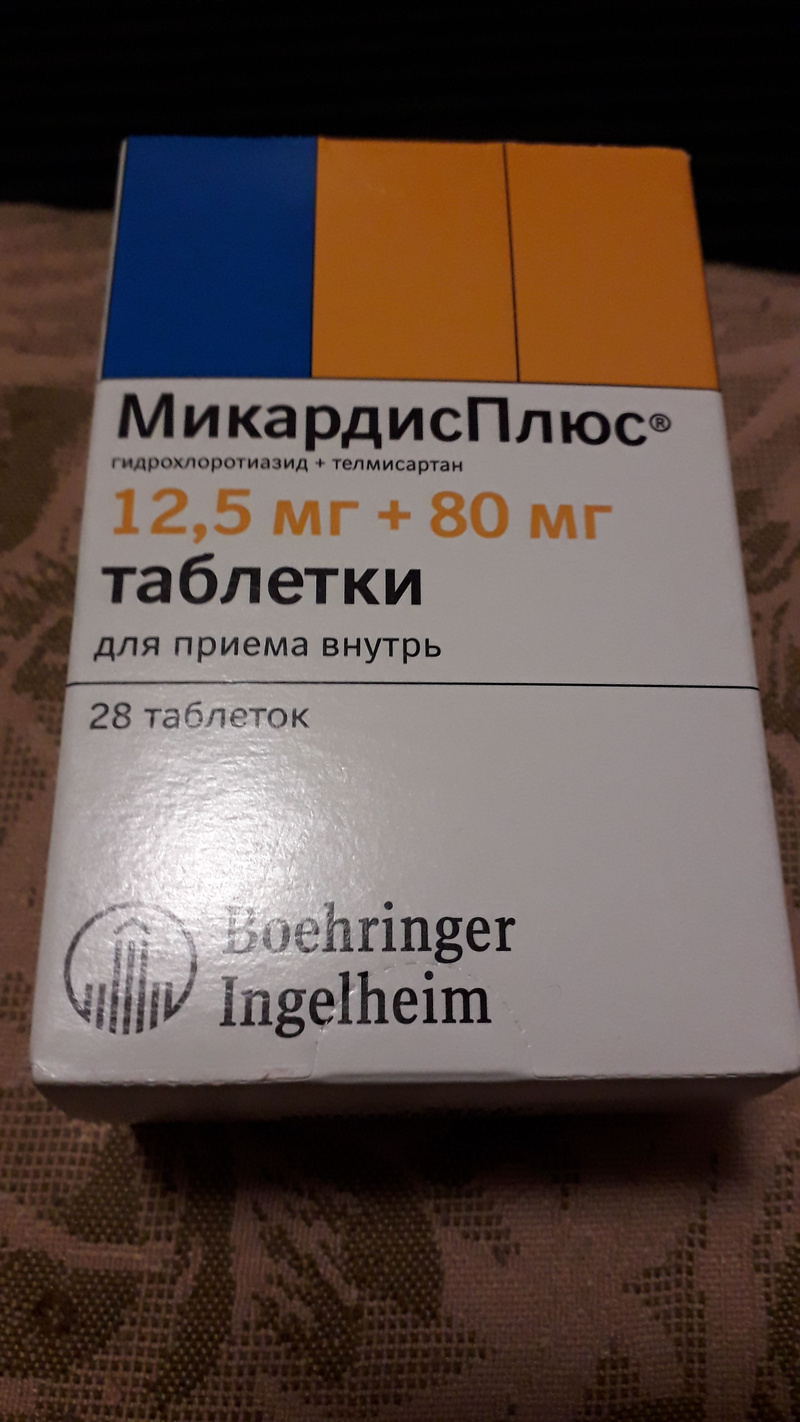 МикардисПлюс®
гидрохлоротиазид + телмисартан
12,5 мг + 80 мг
таблетки
для приема внутрь
28 таблеток
Boehringer
Ingelheim